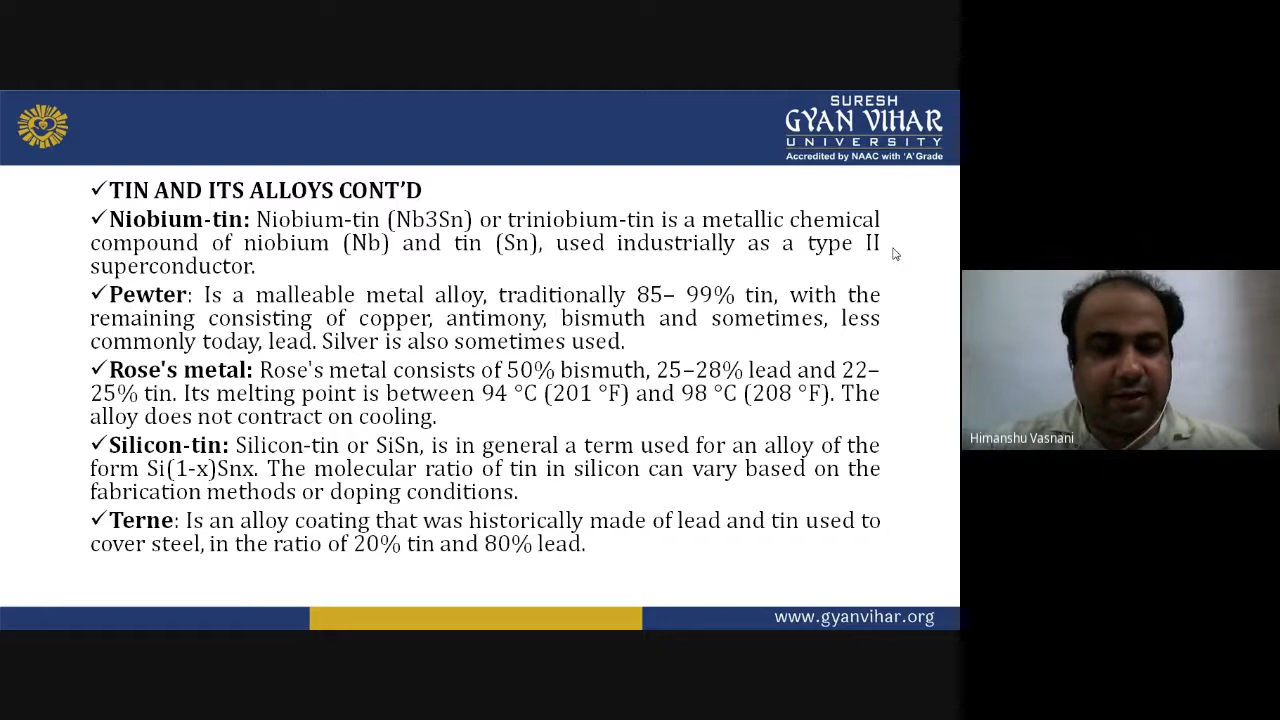 SURESH
GYAN VIHAR
UNIVERSITY
Accredited by NAAC with 'A' Grade
✓TIN AND ITS ALLOYS CONT’D
✓Niobium-tin: Niobium-tin (Nb3Sn) or triniobium-tin is a metallic chemical
compound of niobium (Nb) and tin (Sn), used industrially as a type II
superconductor.
✓Pewter: Is a malleable metal alloy, traditionally 85– 99% tin, with the
remaining consisting of copper, antimony, bismuth and sometimes, less
commonly today, lead. Silver is also sometimes used.
✓Rose's metal: Rose's metal consists of 50% bismuth, 25–28% lead and 22–
25% tin. Its melting point is between 94 °C (201 °F) and 98 °C (208 °F). The
alloy does not contract on cooling.
✓Silicon-tin: Silicon-tin or SiSn, is in general a term used for an alloy of the
form Si(1-x)Snx. The molecular ratio of tin in silicon can vary based on the
fabrication methods or doping conditions.
✓Terne: Is an alloy coating that was historically made of lead and tin used to
cover steel, in the ratio of 20% tin and 80% lead.
www.gyanvihar.org
Himanshu Vasnani